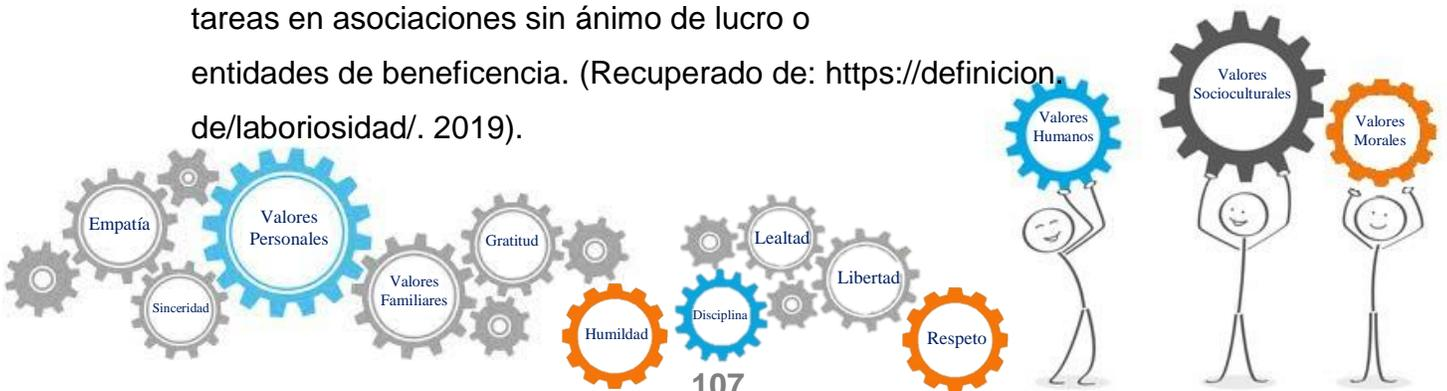 tareas en asociaciones sin ánimo de lucro o
entidades de beneficencia. (Recuperado de: https://definicion.
de/laboriosidad/. 2019).
Valores
Humanos
Valores
Socioculturales
Valores
Morales
Empatía
Sinceridad
Valores
Personales
Valores
Familiares
Gratitud
Humildad
Disciplina
Lealtad
Libertad
Respeto
107